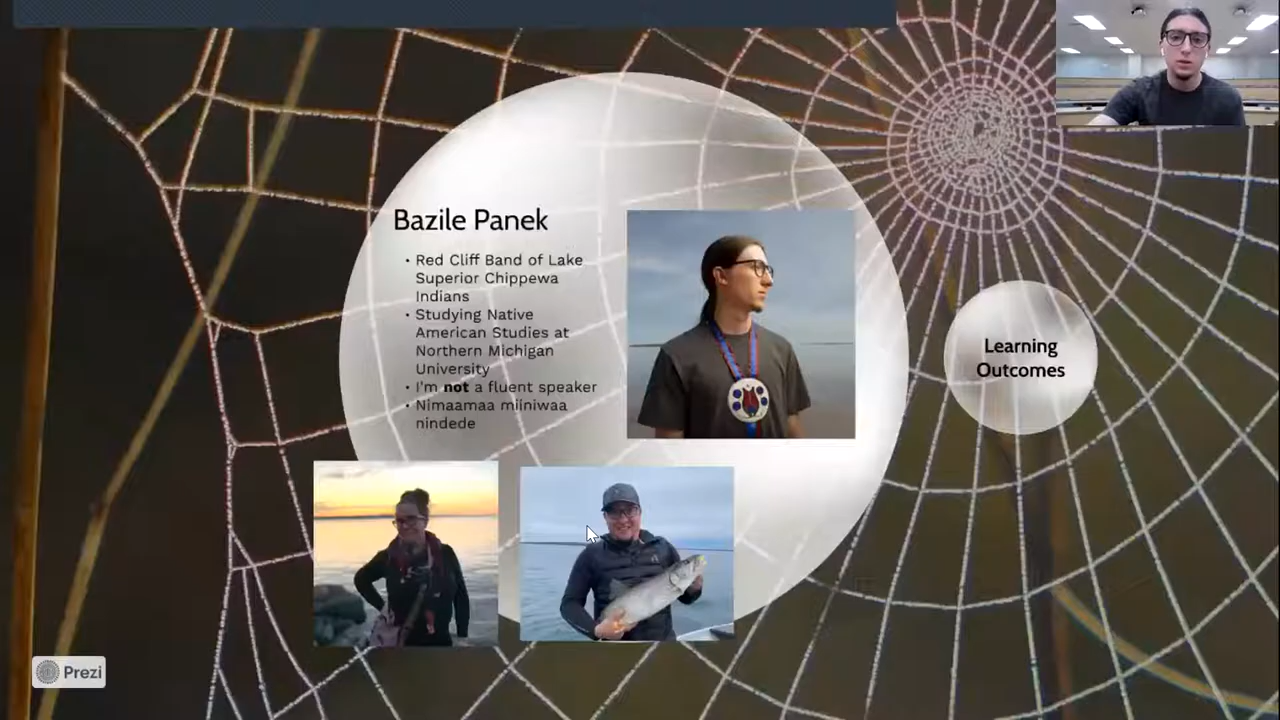 Bazile Panek
• Red Cliff Band of Lake
Superior Chippewa
Indians
• Studying Native
American Studies at
Northern Michigan
University
• I'm not a fluent speaker
• Nimaamaa miiniwaa
nindede
Learning
Outcomes
Prezi